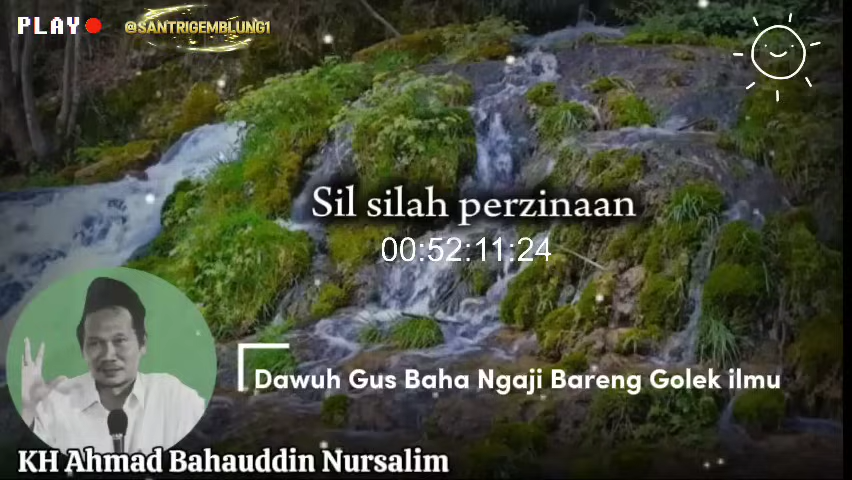 PLAY
@SANTRIGEMBLUNG1
Sil silah perzinaan
00:52:11:24
Dawuh Gus Baha Ngaji Bareng Golek ilmu
KH Ahmad Bahauddin Nursalim